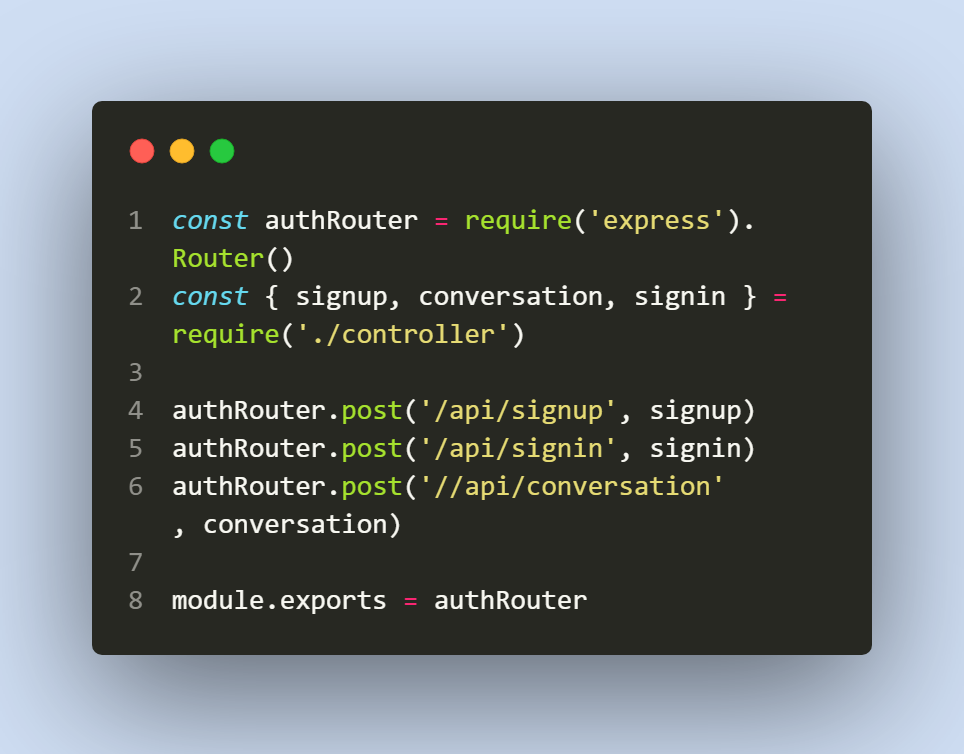 1 const authRouter = require('express').
Router()
2 const { signup, conversation, signin } =
require('./controller')
3
4 authRouter.post('/api/signup', signup)
5 authRouter.post('/api/signin', signin)
6 authRouter.post('//api/conversation'
, conversation)
7
8 module.exports = authRouter